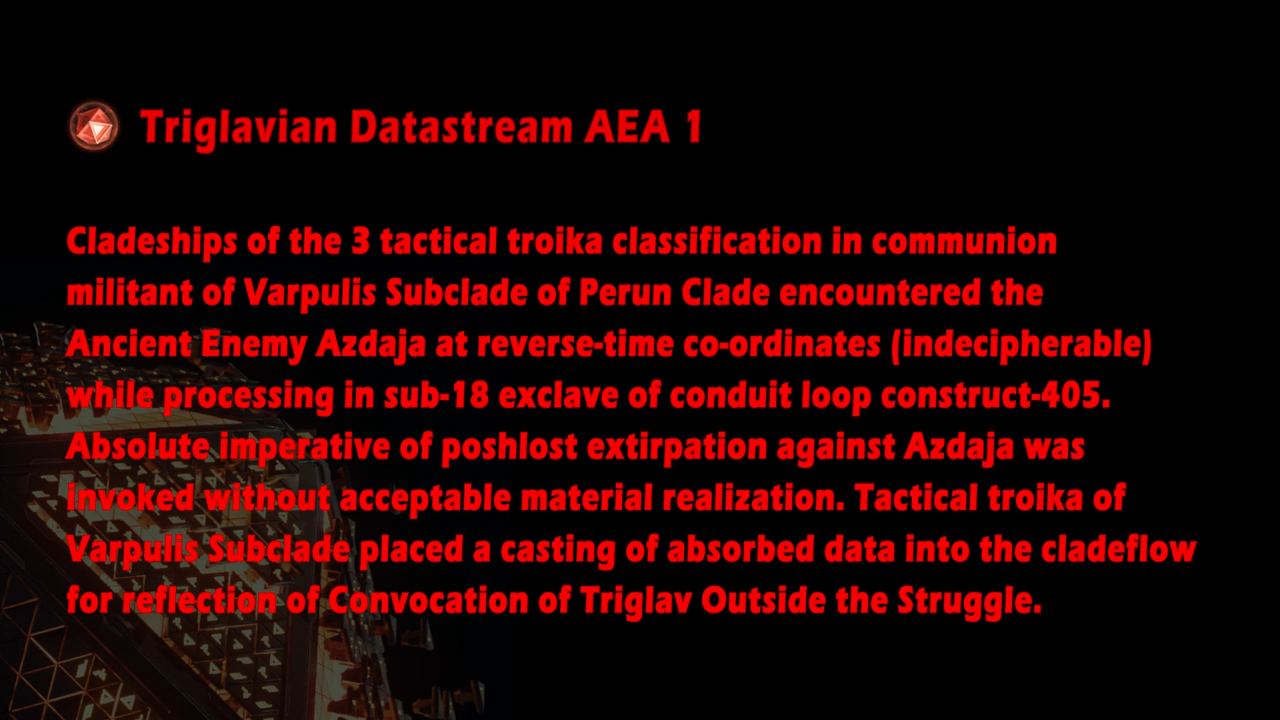 Triglavian Datastream AEA 1
Cladeships of the 3 tactical troika classification in communion
militant of Varpulis Subclade of Perun Clade encountered the
Ancient Enemy Azdaja at reverse-time co-ordinates (indecipherable)
while processing in sub-18 exclave of conduit loop construct-405.
Absolute imperative of poshlost extirpation against Azdaja was
invoked without acceptable material realization. Tactical troika of
Varpulis Subclade placed a casting of absorbed data into the cladeflow
for reflection of Convocation of Triglav Outside the Struggle.